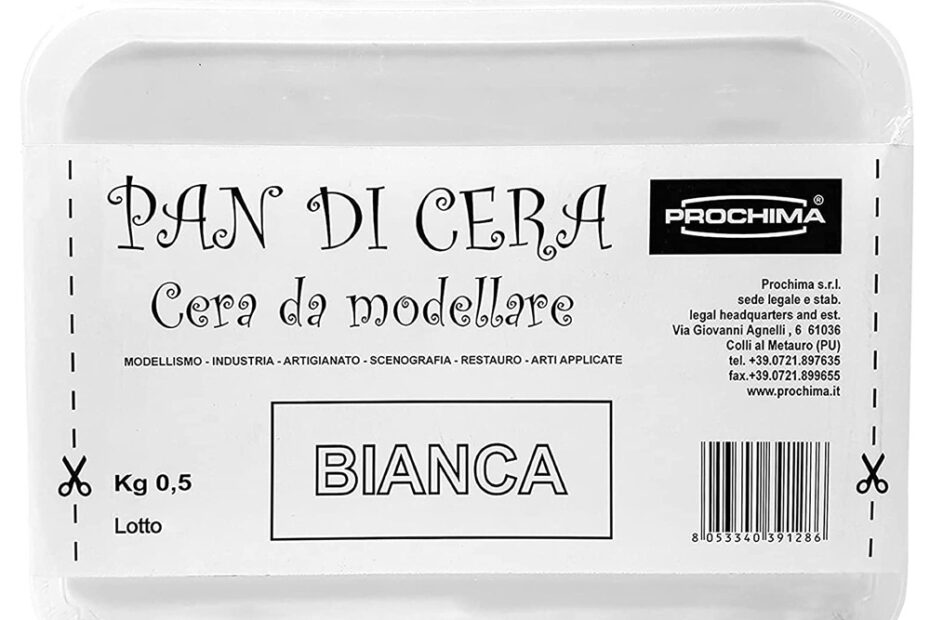 PAN DI CERA
Cera da modellare
MODELLISMO - INDUSTRIA - ARTIGIANATO - SCENOGRAFIA - RESTAURO - ARTI APPLICATE
PROCHIMA®
Prochima s.r.l.
sede legale e stab.
legal headquarters and est.
Via Giovanni Agnelli , 6 61036
Colli al Metauro (PU)
tel. +39.0721.897635
fax.+39.0721.899655
www.prochima.it
BIANCA
Kg 0,5
Lotto
8 053340 391286